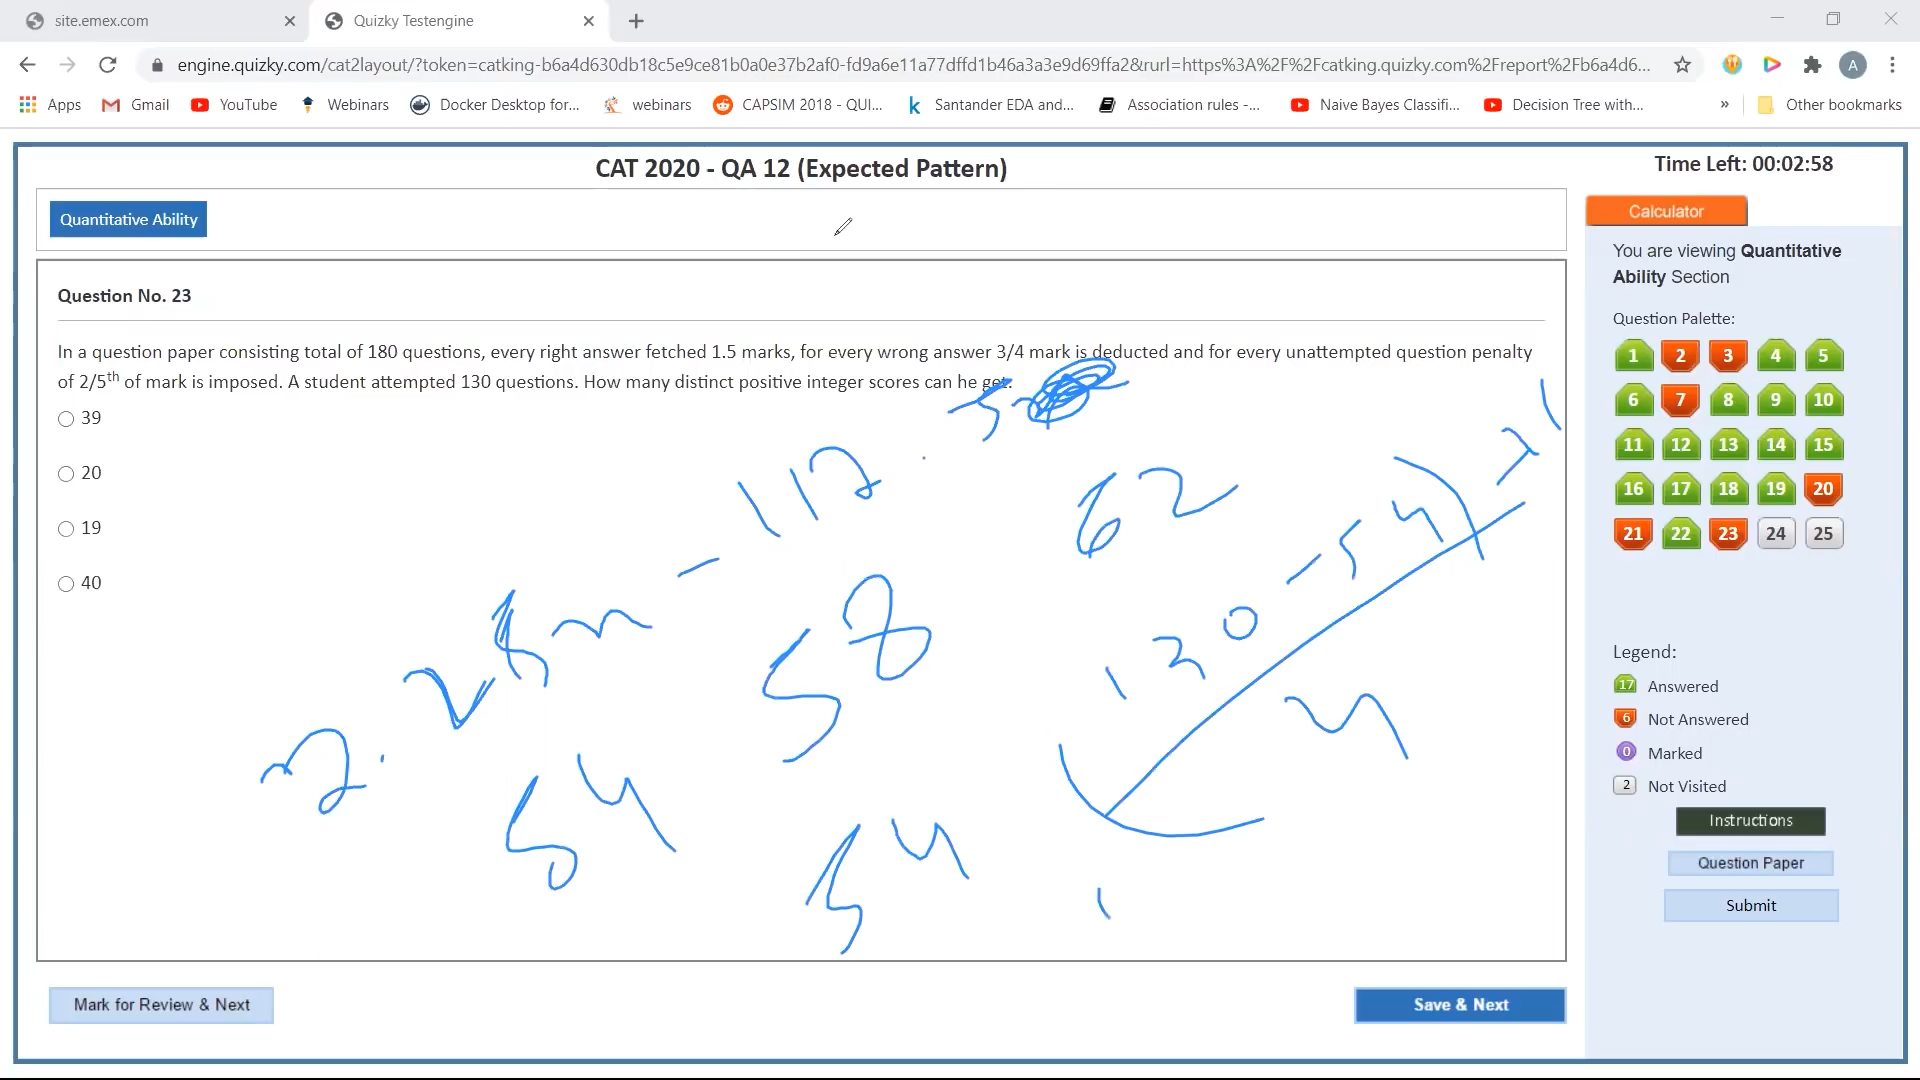 site.emex.com
Quizky Testengine
engine.quizky.com/cat2layout/?token=catking-b6a4d630db18c5e9ce81b0a0e37b2af0-fd9a6e11a77dffd1b46a3a3e9d69ffa2&rurl=https%3A%2F%2Fcatking.quizky.com%2Freport%2Fb6a4d6...
A
Apps Gmail YouTube Webinars Docker Desktop for... webinars CAPSIM 2018 - QUI... Santander EDA and... Association rules -... Naive Bayes Classifi... Decision Tree with... » Other bookmarks
CAT 2020 - QA 12 (Expected Pattern)
Time Left: 00:02:58
Quantitative Ability
Calculator
You are viewing Quantitative
Ability Section
Question No. 23
Question Palette:
In a question paper consisting total of 180 questions, every right answer fetched 1.5 marks, for every wrong answer 3/4 mark is deducted and for every unattempted question penalty
of 2/5th of mark is imposed. A student attempted 130 questions. How many distinct positive integer scores can he get.
39
20
19
40
1 2 3 4 5
6 7 8 9 10
11 12 13 14 15
16 17 18 19 20
21 22 23 24 25
62
58
54
54
Legend:
17 Answered
6 Not Answered
0 Marked
2 Not Visited
Instructions
Question Paper
Submit
Mark for Review & Next
Save & Next